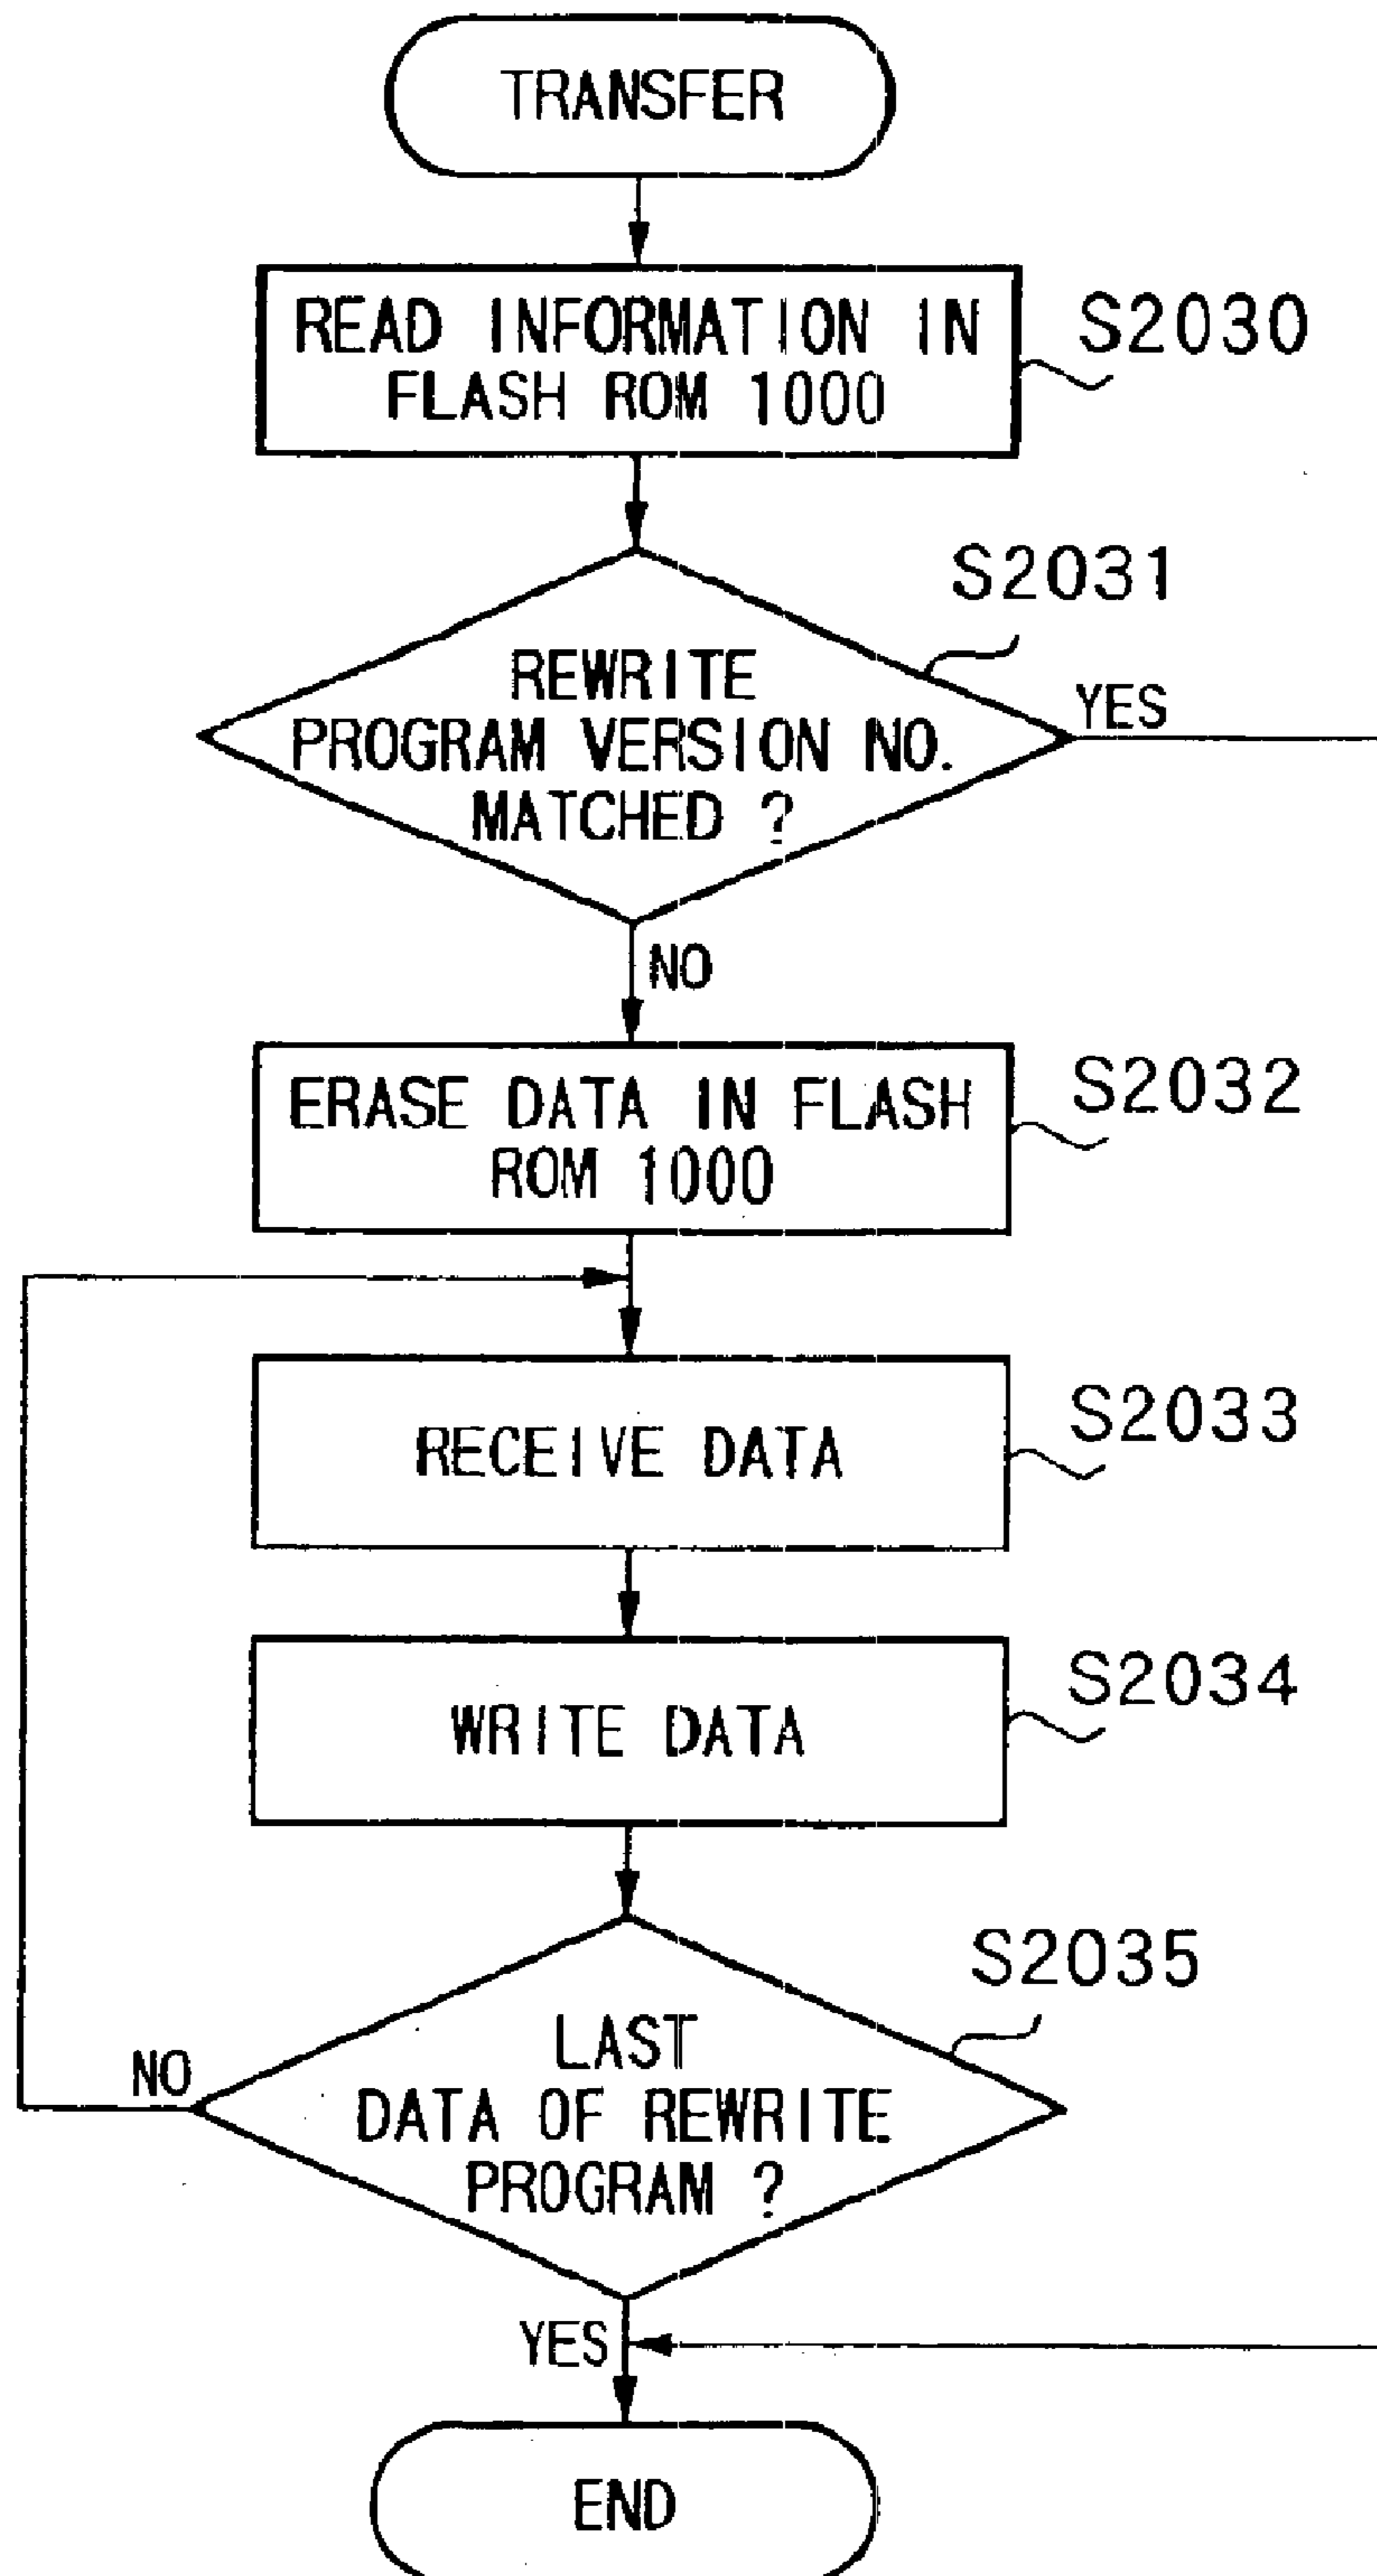 TRANSFER
READ INFORMATION IN
FLASH ROM 1000
S2030
S2031
REWRITE
PROGRAM VERSION NO.
MATCHED ?
YES
NO
ERASE DATA IN FLASH
ROM 1000
S2032
RECEIVE DATA
S2033
WRITE DATA
S2034
S2035
LAST
DATA OF REWRITE
PROGRAM ?
NO
YES
END